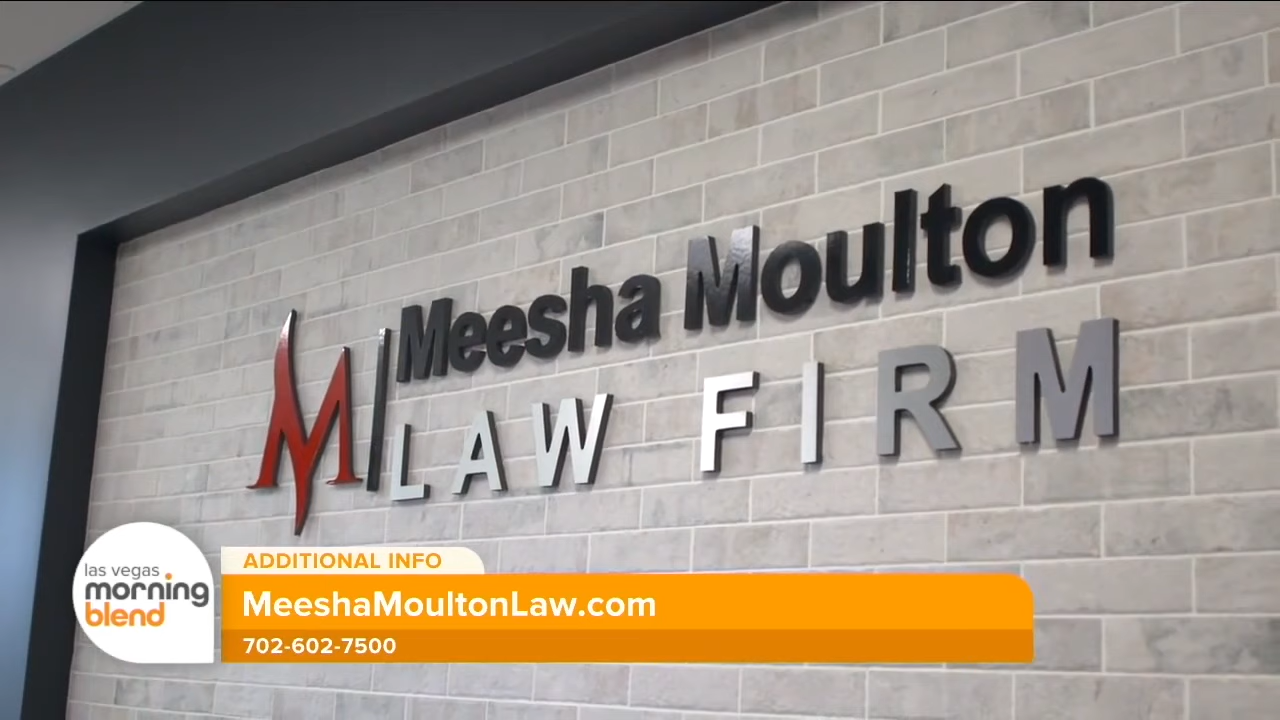 Meesha Moulton
M
LAW FIRM
ADDITIONAL INFO
las vegas
morning
blend
MeeshaMoultonLaw.com
702-602-7500